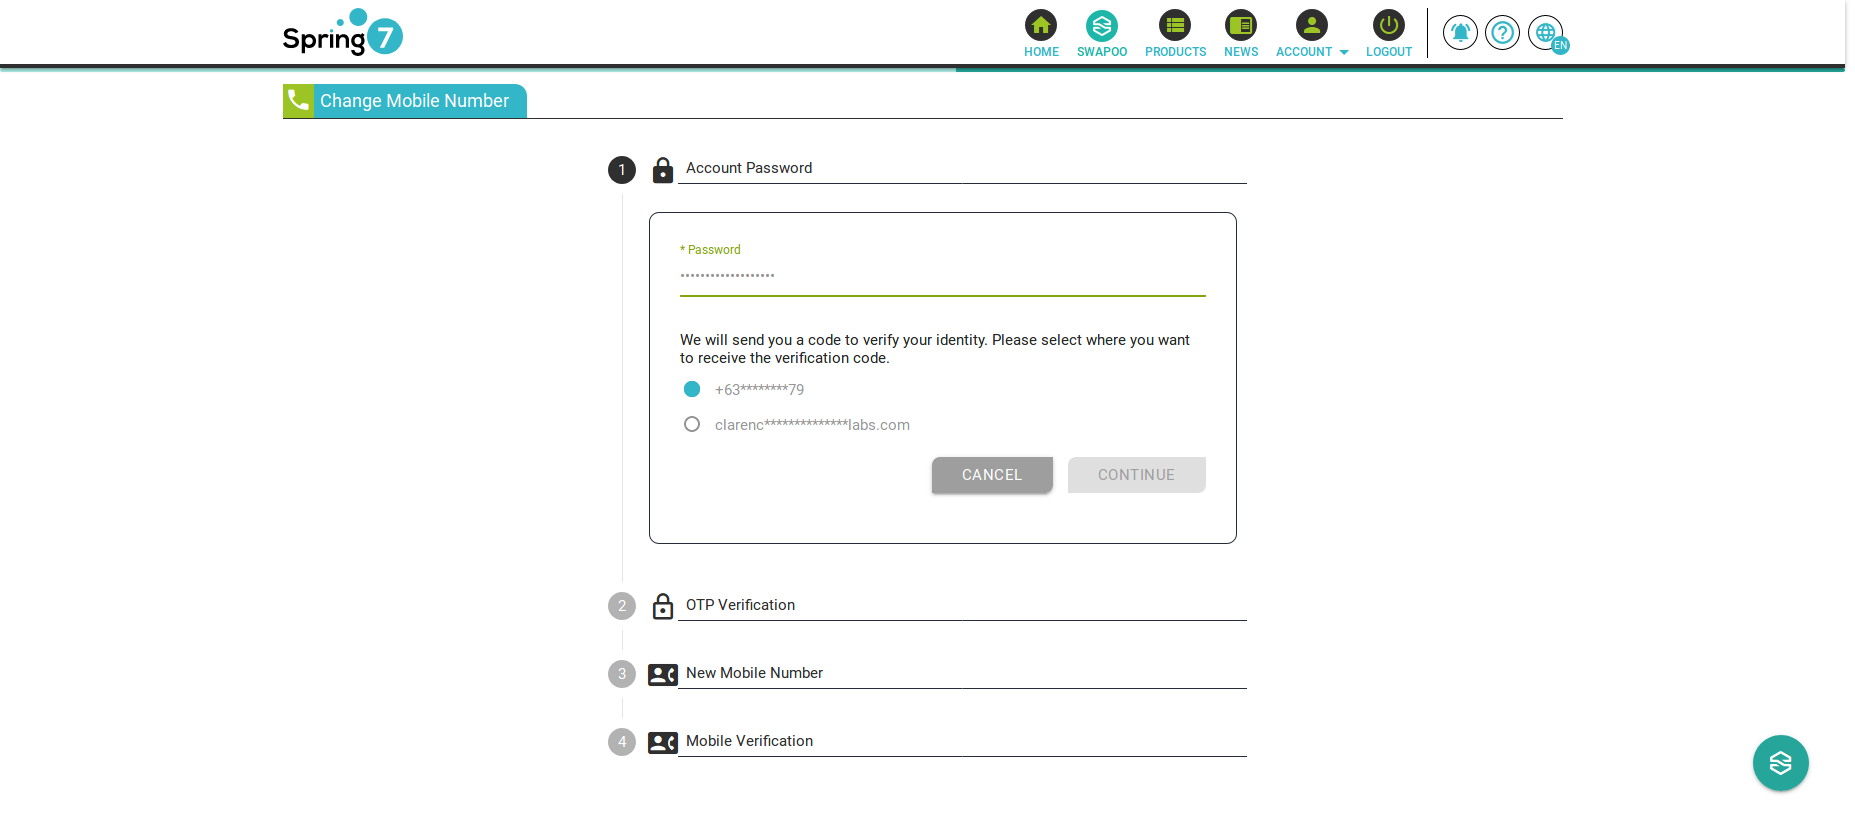 Spring 7
HOME SWAPOO PRODUCTS NEWS ACCOUNT LOGOUT EN
Change Mobile Number
1 Account Password
* Password
•••••••••••••••••••
We will send you a code to verify your identity. Please select where you want
to receive the verification code.
+63********79
clarenc**************labs.com
CANCEL CONTINUE
2 OTP Verification
3 New Mobile Number
4 Mobile Verification